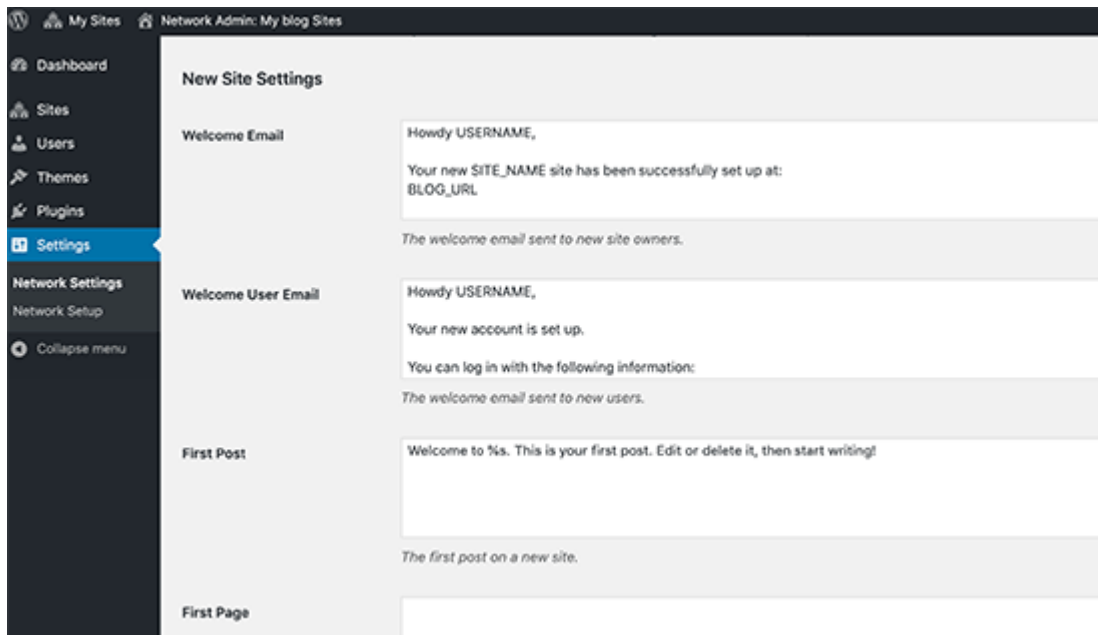 My Sites Network Admin: My blog Sites
Dashboard
Sites
Users
Themes
Plugins
Settings
Network Settings
Network Setup
Collapse menu
New Site Settings
Welcome Email
Howdy USERNAME,
Your new SITE_NAME site has been successfully set up at:
BLOG_URL
The welcome email sent to new site owners.
Welcome User Email
Howdy USERNAME,
Your new account is set up.
You can log in with the following information:
The welcome email sent to new users.
First Post
Welcome to %s. This is your first post. Edit or delete it, then start writing!
The first post on a new site.
First Page